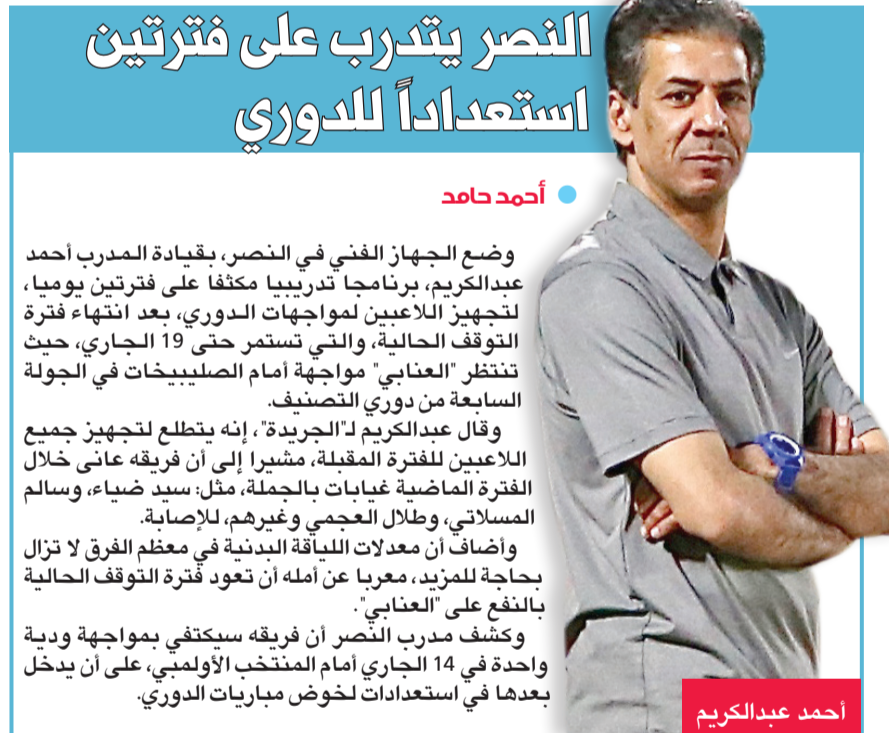 النصر يتدرب على فترتين
استعداداً للدوري
أحمد حامد
وضع الجهاز الفني في النصر، بقيادة المدرب أحمد
عبدالكريم، برنامجا تدريبيا مكثفا على فترتين يوميا،
لتجهيز اللاعبين لمواجهات الدوري، بعد انتهاء فترة
التوقف الحالية، والتي تستمر حتى 19 الجاري، حيث
تنتظر "العنابي" مواجهة أمام الصليبيخات في الجولة
السابعة من دوري التصنيف.
وقال عبدالكريم لـ"الجريدة"، إنه يتطلع لتجهيز جميع
اللاعبين للفترة المقبلة، مشيرا إلى أن فريقه عانى خلال
الفترة الماضية غيابات بالجملة، مثل: سيد ضياء، وسالم
المسلاتي، وطلال العجمي وغيرهم، للإصابة.
وأضاف أن معدلات اللياقة البدنية في معظم الفرق لا تزال
بحاجة للمزيد، معربا عن أمله أن تعود فترة التوقف الحالية
بالنفع على "العنابي".
وكشف مدرب النصر أن فريقه سيكتفي بمواجهة ودية
واحدة في 14 الجاري أمام المنتخب الأولمبي، على أن يدخل
بعدها في استعدادات لخوض مباريات الدوري.
أحمد عبدالكريم